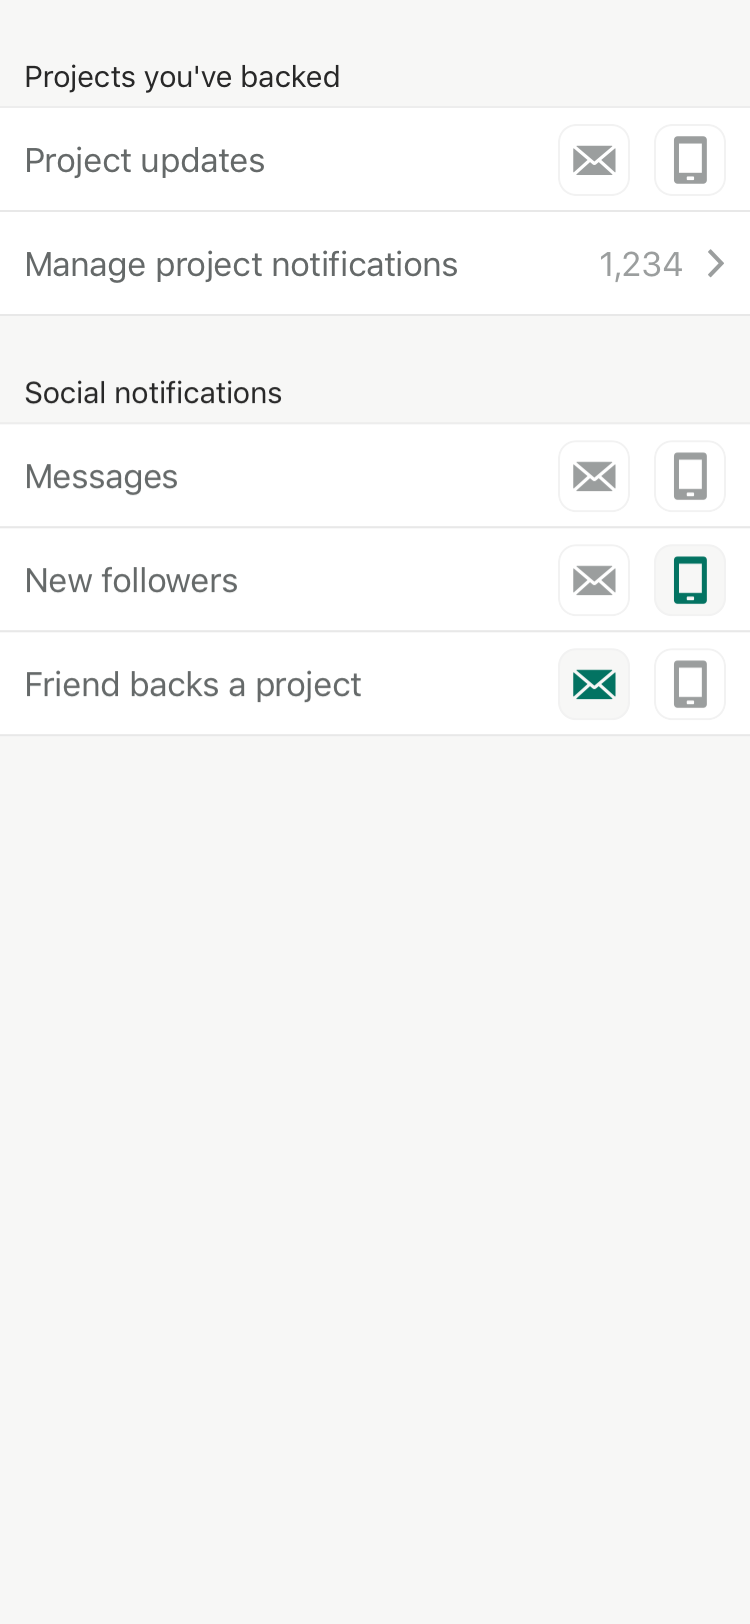 Projects you've backed
Project updates
Manage project notifications 1,234
Social notifications
Messages
New followers
Friend backs a project